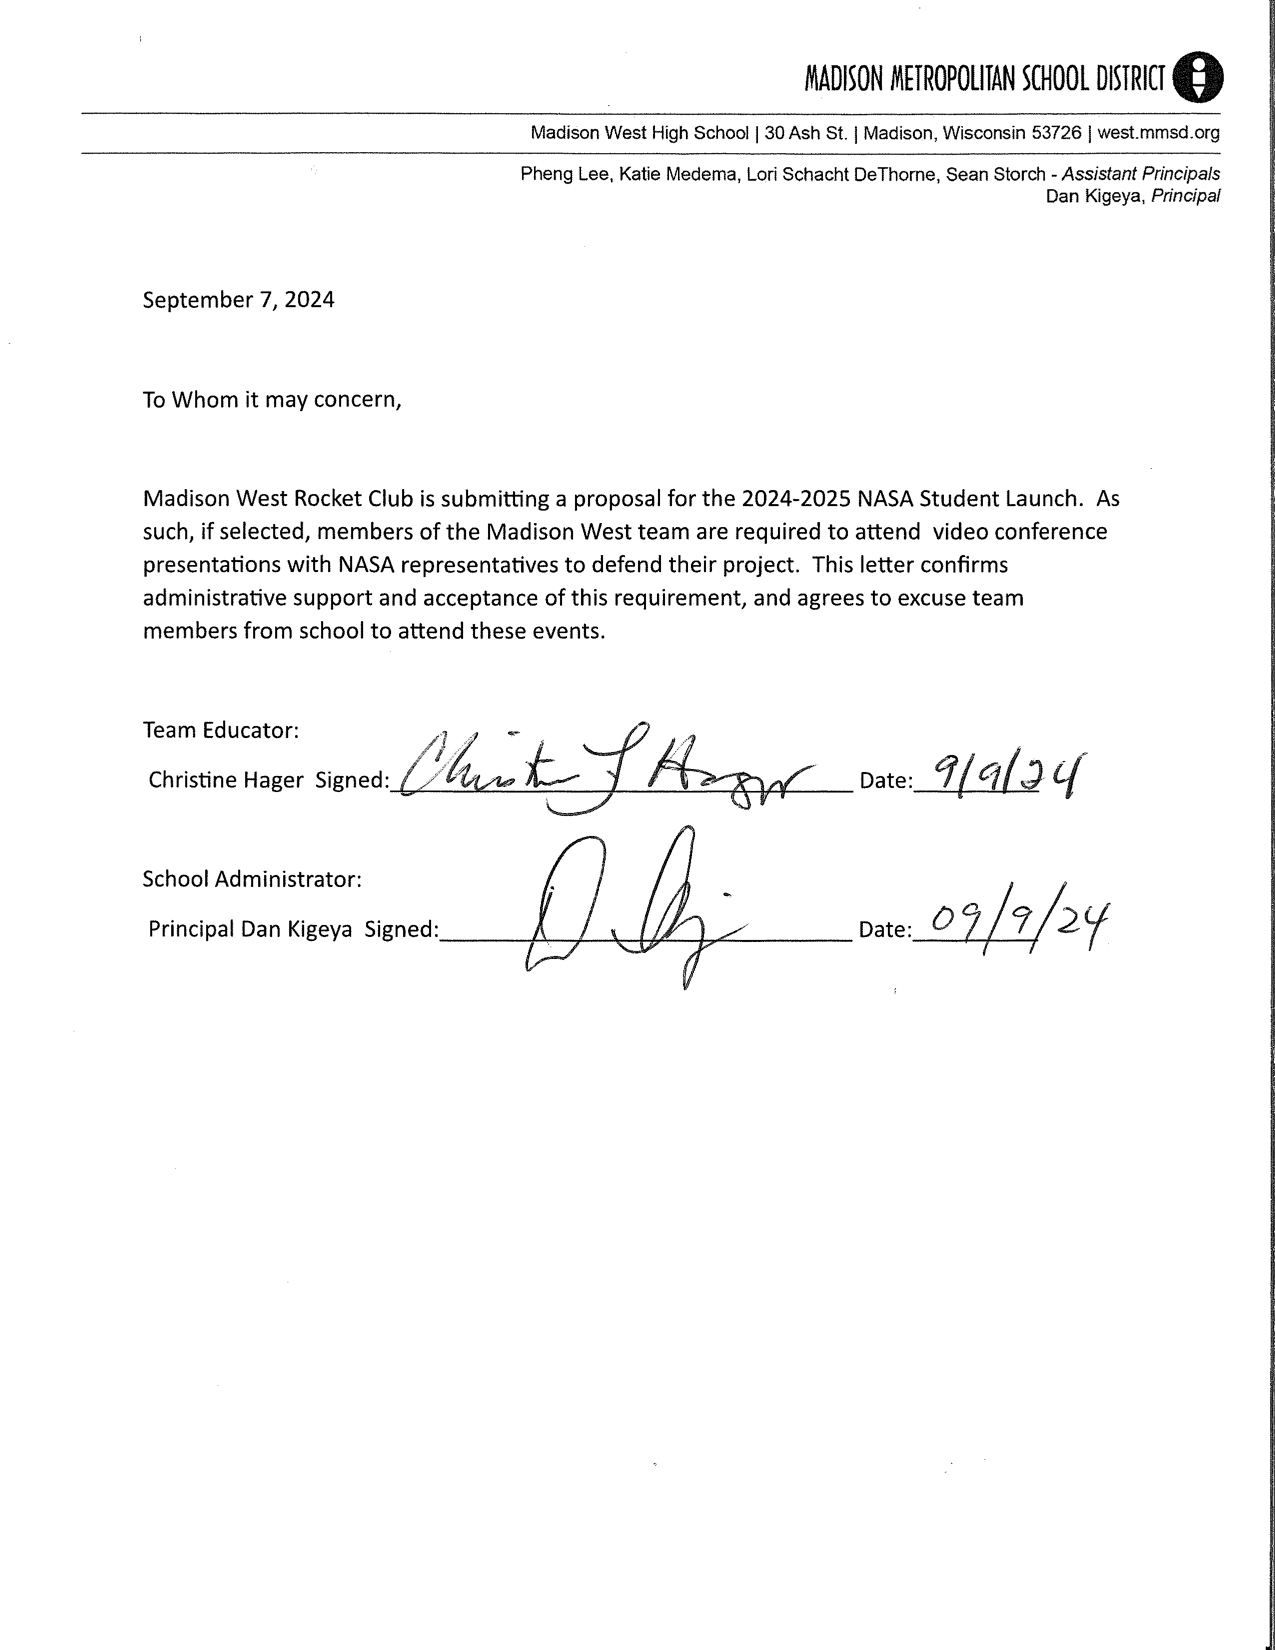 MADISON METROPOLITAN SCHOOL DISTRICT
Madison West High School | 30 Ash St. | Madison, Wisconsin 53726 | west.mmsd.org
Pheng Lee, Katie Medema, Lori Schacht DeThorne, Sean Storch - Assistant Principals
Dan Kigeya, Principal
September 7, 2024
To Whom it may concern,
Madison West Rocket Club is submitting a proposal for the 2024-2025 NASA Student Launch.  As
such, if selected, members of the Madison West team are required to attend  video conference
presentations with NASA representatives to defend their project.  This letter confirms
administrative support and acceptance of this requirement, and agrees to excuse team
members from school to attend these events.
Team Educator:
Christine Hager  Signed: Date: 9/9/24
School Administrator:
Principal Dan Kigeya  Signed: Date: 09/9/24